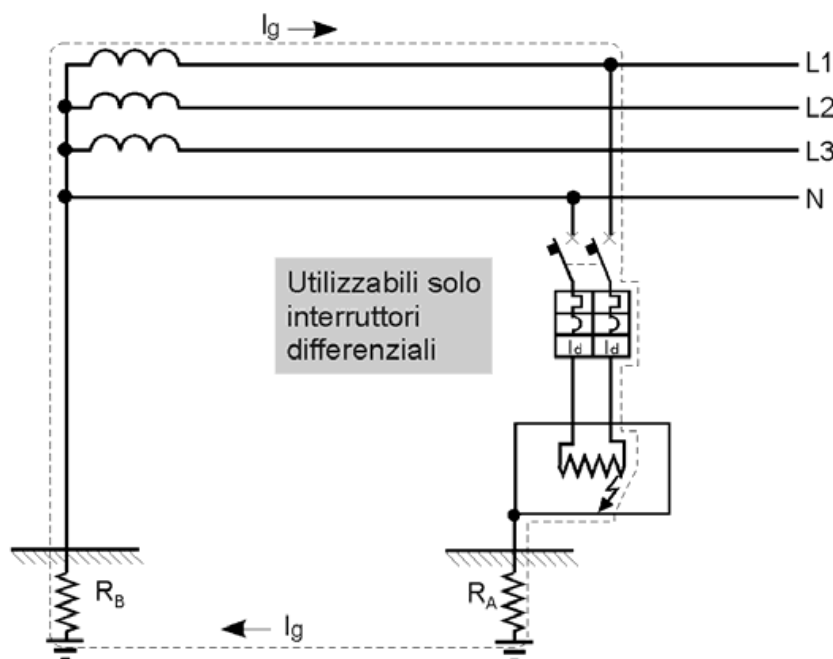 Ig
L1
L2
L3
N
Utilizzabili solo
interruttori
differenziali
Id Id
RB
RA
Ig